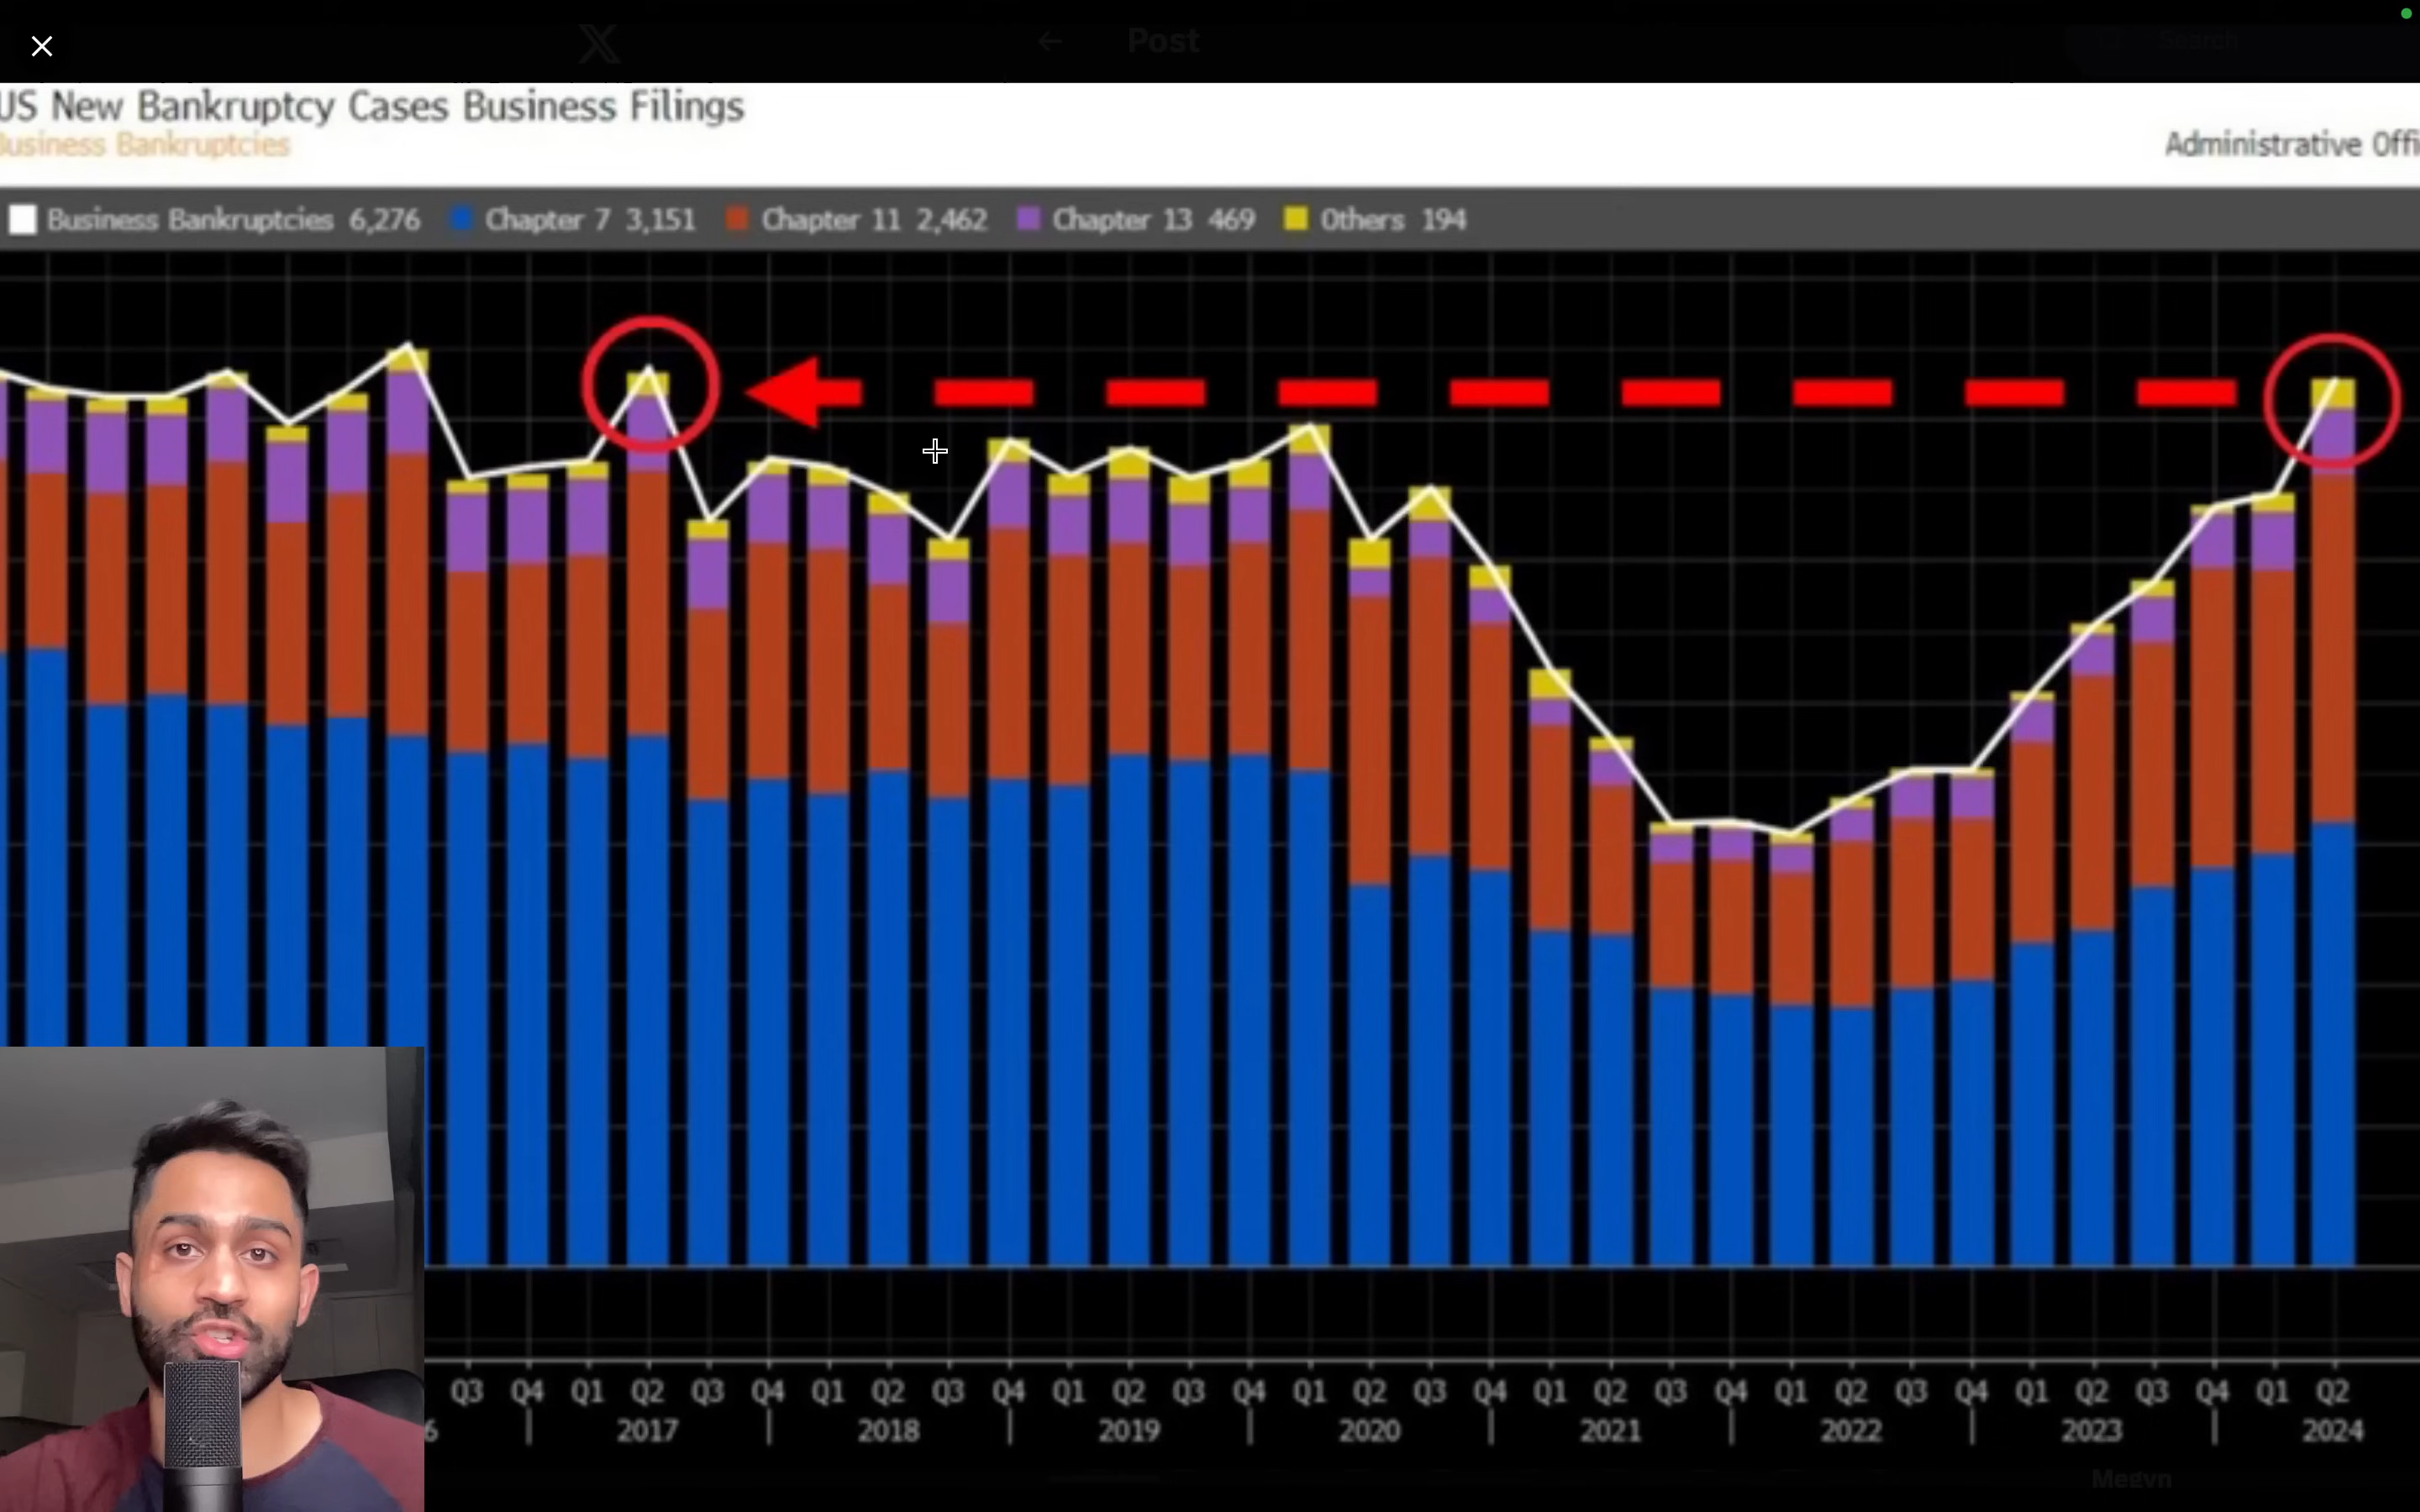 Post
Search
US New Bankruptcy Cases Business Filings
Business Bankruptcies
Administrative Offi
Business Bankruptcies 6,276 Chapter 7 3,151 Chapter 11 2,462 Chapter 13 469 Others 194
Q3 Q4 Q1 Q2 Q3 Q4 Q1 Q2 Q3 Q4 Q1 Q2 Q3 Q4 Q1 Q2 Q3 Q4 Q1 Q2 Q3 Q4 Q1 Q2 Q3 Q4 Q1 Q2 Q3 Q4 Q1 Q2
6 2017 2018 2019 2020 2021 2022 2023 2024
Megvn